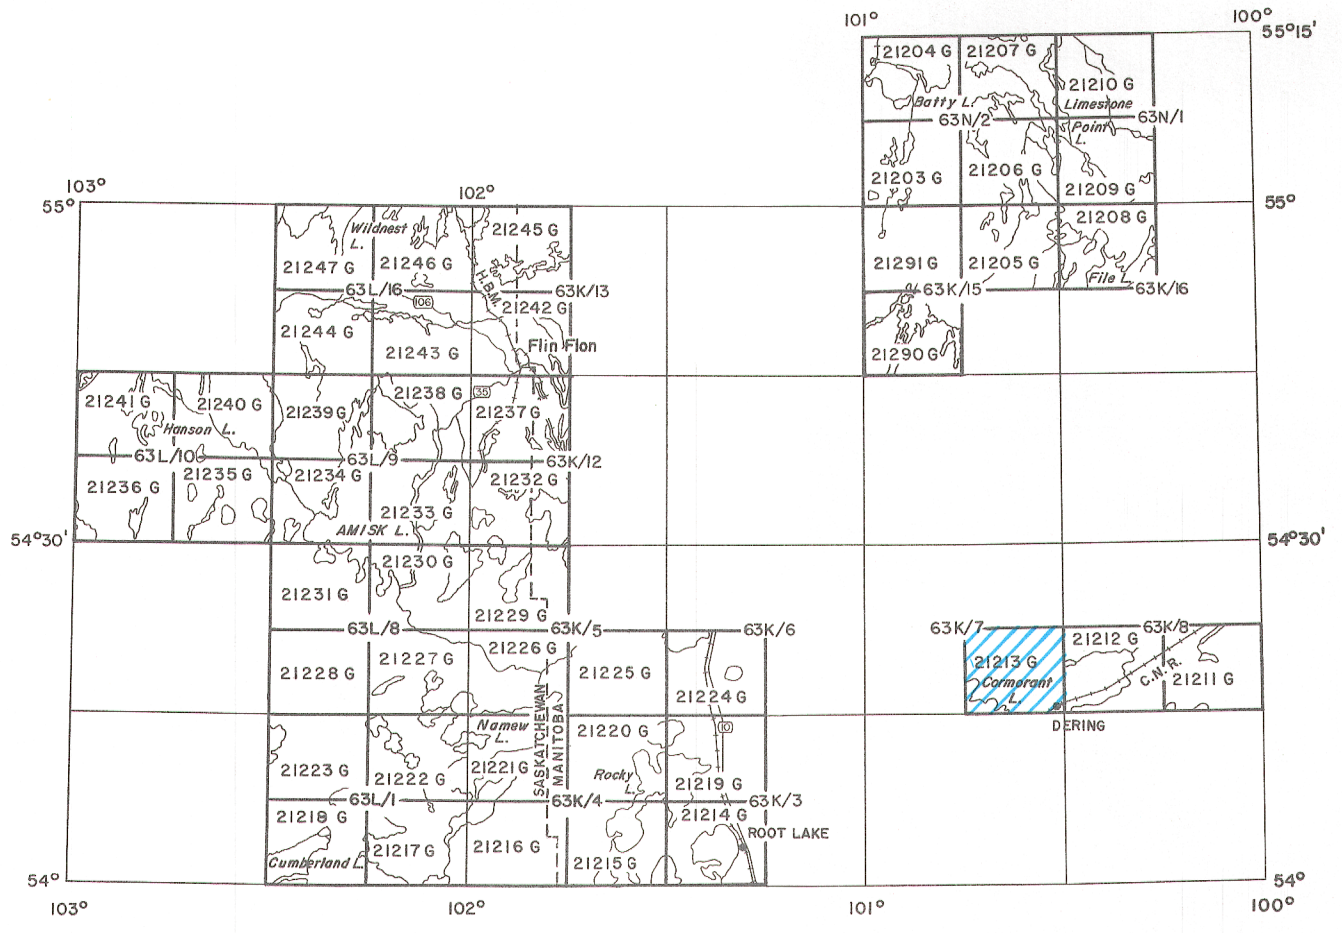 101° 100°
55°15'
21204 G 21207 G
21210 G
Batty L. Limestone
63N/2 63N/1
Point
L.
21203 G 21206 G
21209 G
103° 102°
55° 55°
21208 G
Wildnest
L.
21245 G
21247 G 21246 G
21291 G 21205 G
File L.
H.B.M.
63L/16 63K/13 63K/15 63K/16
106
21242 G
21244 G
21243 G
Flin Flon
21290 G
21241 G 21240 G 21239 G 21238 G
35
21237 G
Hanson L.
63L/10 63L/9 63K/12
21236 G 21235 G 21234 G 21232 G
21233 G
AMISK L.
54°30' 54°30'
21230 G
21231 G
21229 G
63L/8 63K/5 63K/6 63K/7 63K/8
21226 G
21212 G
21228 G 21227 G 21225 G
21213 G
C.N.R.
21211 G
Cormorant
L.
21224 G
SASKATCHEWAN
MANITOBA
DERING
Namew
L.
21220 G
10
21223 G 21222 G 21221 G
Rocky
L.
21219 G
63L/1 63K/4 63K/3
21218 G
21214 G
ROOT LAKE
21217 G 21216 G
Cumberland L.
21215 G
54° 54°
103° 102° 101° 100°